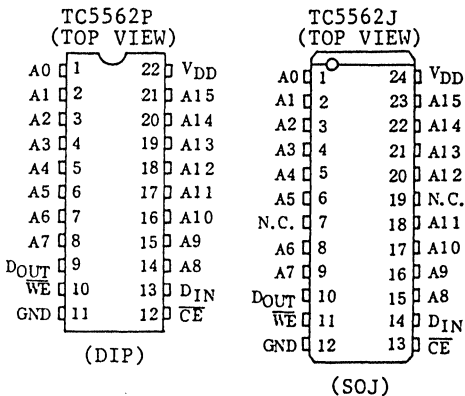 TC5562P
(TOP VIEW)
A0 1 22 VDD
A1 2 21 A15
A2 3 20 A14
A3 4 19 A13
A4 5 18 A12
A5 6 17 A11
A6 7 16 A10
A7 8 15 A9
DOUT 9 14 A8
W̅E̅ 10 13 DIN
GND 11 12 C̅E̅
(DIP)
TC5562J
(TOP VIEW)
A0 1 24 VDD
A1 2 23 A15
A2 3 22 A14
A3 4 21 A13
A4 5 20 A12
A5 6 19 N.C.
N.C. 7 18 A11
A6 8 17 A10
A7 9 16 A9
DOUT 10 15 A8
W̅E̅ 11 14 DIN
GND 12 13 C̅E̅
(SOJ)